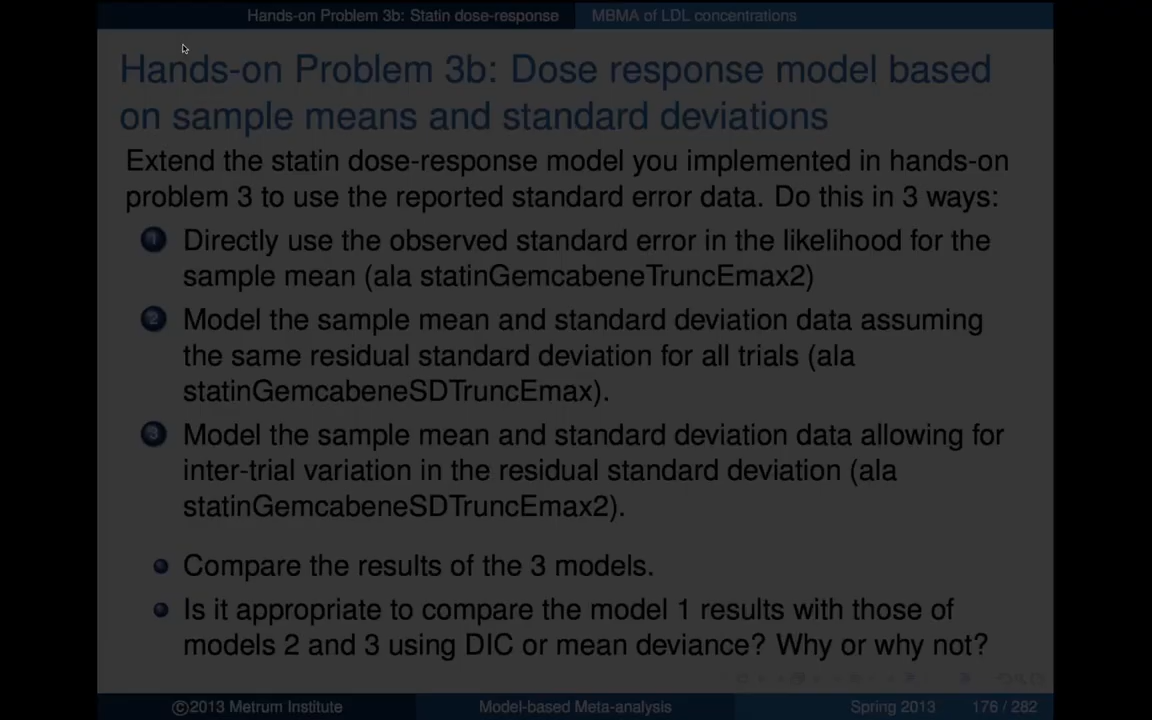 Hands-on Problem 3b: Statin dose-response MBMA of LDL concentrations
Hands-on Problem 3b: Dose response model based
on sample means and standard deviations
Extend the statin dose-response model you implemented in hands-on
problem 3 to use the reported standard error data. Do this in 3 ways:
1 Directly use the observed standard error in the likelihood for the
sample mean (ala statinGemcabeneTruncEmax2)
2 Model the sample mean and standard deviation data assuming
the same residual standard deviation for all trials (ala
statinGemcabeneSDTruncEmax).
3 Model the sample mean and standard deviation data allowing for
inter-trial variation in the residual standard deviation (ala
statinGemcabeneSDTruncEmax2).
Compare the results of the 3 models.
Is it appropriate to compare the model 1 results with those of
models 2 and 3 using DIC or mean deviance? Why or why not?
©2013 Metrum Institute Model-based Meta-analysis Spring 2013 176 / 282